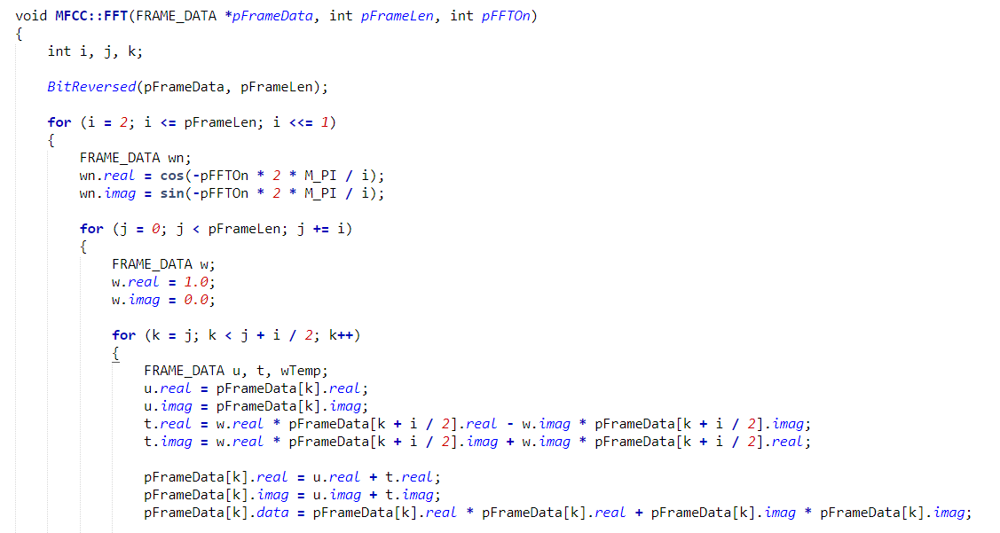 void MFCC::FFT(FRAME_DATA *pFrameData, int pFrameLen, int pFFTOn)
{
    int i, j, k;

    BitReversed(pFrameData, pFrameLen);

    for (i = 2; i <= pFrameLen; i <<= 1)
    {
        FRAME_DATA wn;
        wn.real = cos(-pFFTOn * 2 * M_PI / i);
        wn.imag = sin(-pFFTOn * 2 * M_PI / i);

        for (j = 0; j < pFrameLen; j += i)
        {
            FRAME_DATA w;
            w.real = 1.0;
            w.imag = 0.0;

            for (k = j; k < j + i / 2; k++)
            {
                FRAME_DATA u, t, wTemp;
                u.real = pFrameData[k].real;
                u.imag = pFrameData[k].imag;
                t.real = w.real * pFrameData[k + i / 2].real - w.imag * pFrameData[k + i / 2].imag;
                t.imag = w.real * pFrameData[k + i / 2].imag + w.imag * pFrameData[k + i / 2].real;

                pFrameData[k].real = u.real + t.real;
                pFrameData[k].imag = u.imag + t.imag;
                pFrameData[k].data = pFrameData[k].real * pFrameData[k].real + pFrameData[k].imag * pFrameData[k].imag;